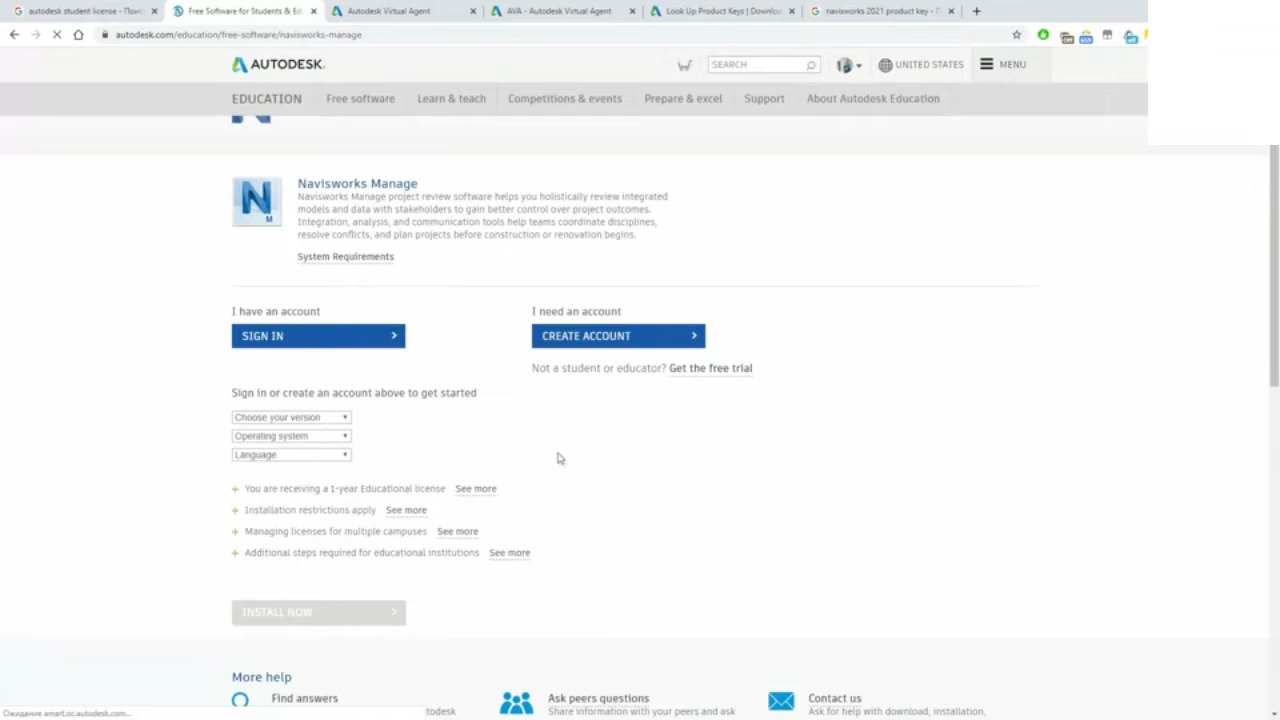 autodesk student license - Поис
Free Software for Students & Ed
Autodesk Virtual Agent
AVA - Autodesk Virtual Agent
Look Up Product Keys | Downloa
navisworks 2021 product key - П
autodesk.com/education/free-software/navisworks-manage
AUTODESK.
SEARCH
UNITED STATES
MENU
EDUCATION
Free software
Learn & teach
Competitions & events
Prepare & excel
Support
About Autodesk Education
Navisworks Manage
Navisworks Manage project review software helps you holistically review integrated
models and data with stakeholders to gain better control over project outcomes.
Integration, analysis, and communication tools help teams coordinate disciplines,
resolve conflicts, and plan projects before construction or renovation begins.
System Requirements
I have an account
I need an account
SIGN IN
CREATE ACCOUNT
Not a student or educator? Get the free trial
Sign in or create an account above to get started
Choose your version
Operating system
Language
You are receiving a 1-year Educational license See more
Installation restrictions apply See more
Managing licenses for multiple campuses See more
Additional steps required for educational institutions See more
INSTALL NOW
More help
Find answers
Ask peers questions
Contact us
todesk
Share information with your peers and ask
Ask for help with download, installation,
Ожидание amart.oc.autodesk.com...